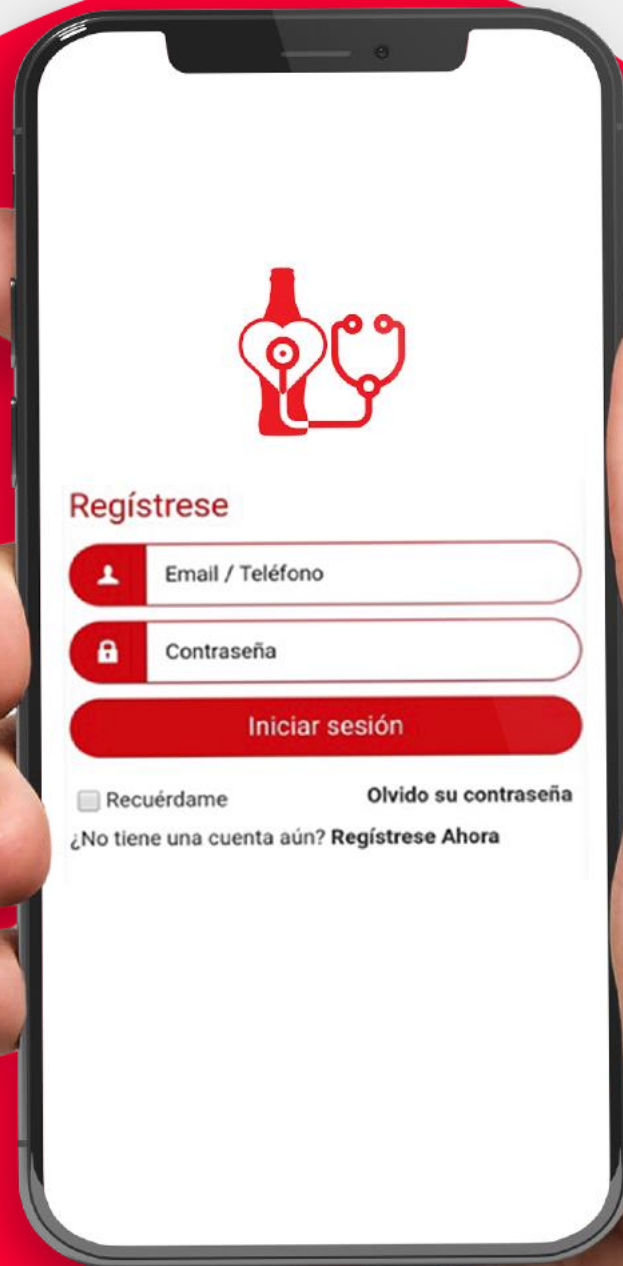 Regístrese
Email / Teléfono
Contraseña
Iniciar sesión
Recuérdame
Olvido su contraseña
¿No tiene una cuenta aún? Regístrese Ahora